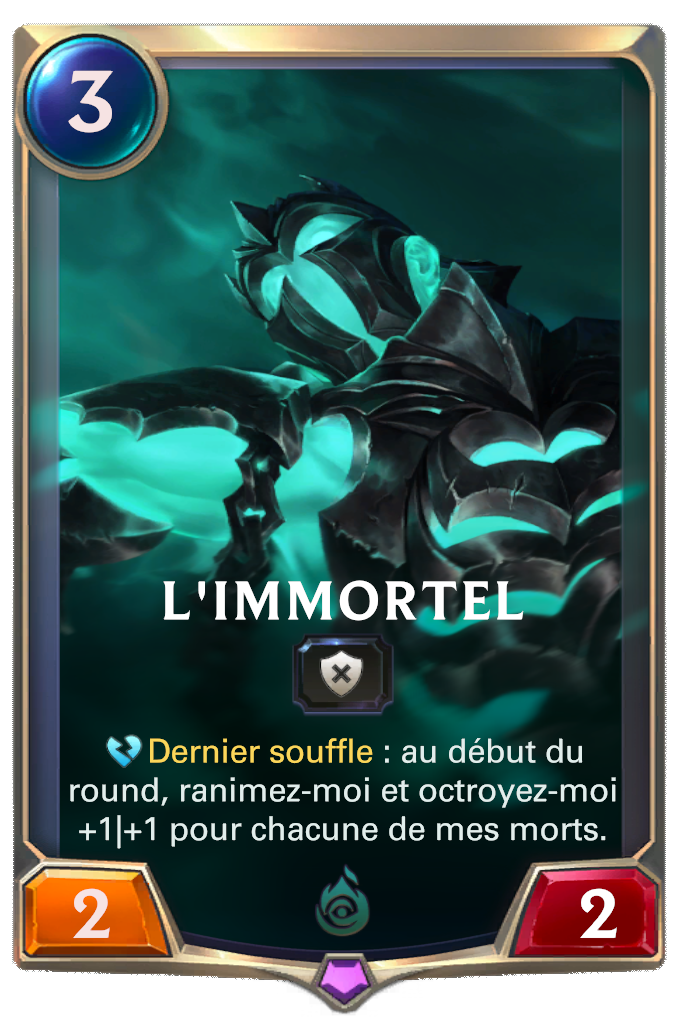 3
L'IMMORTEL
Dernier souffle : au début du
round, ranimez-moi et octroyez-moi
+1|+1 pour chacune de mes morts.
2
2